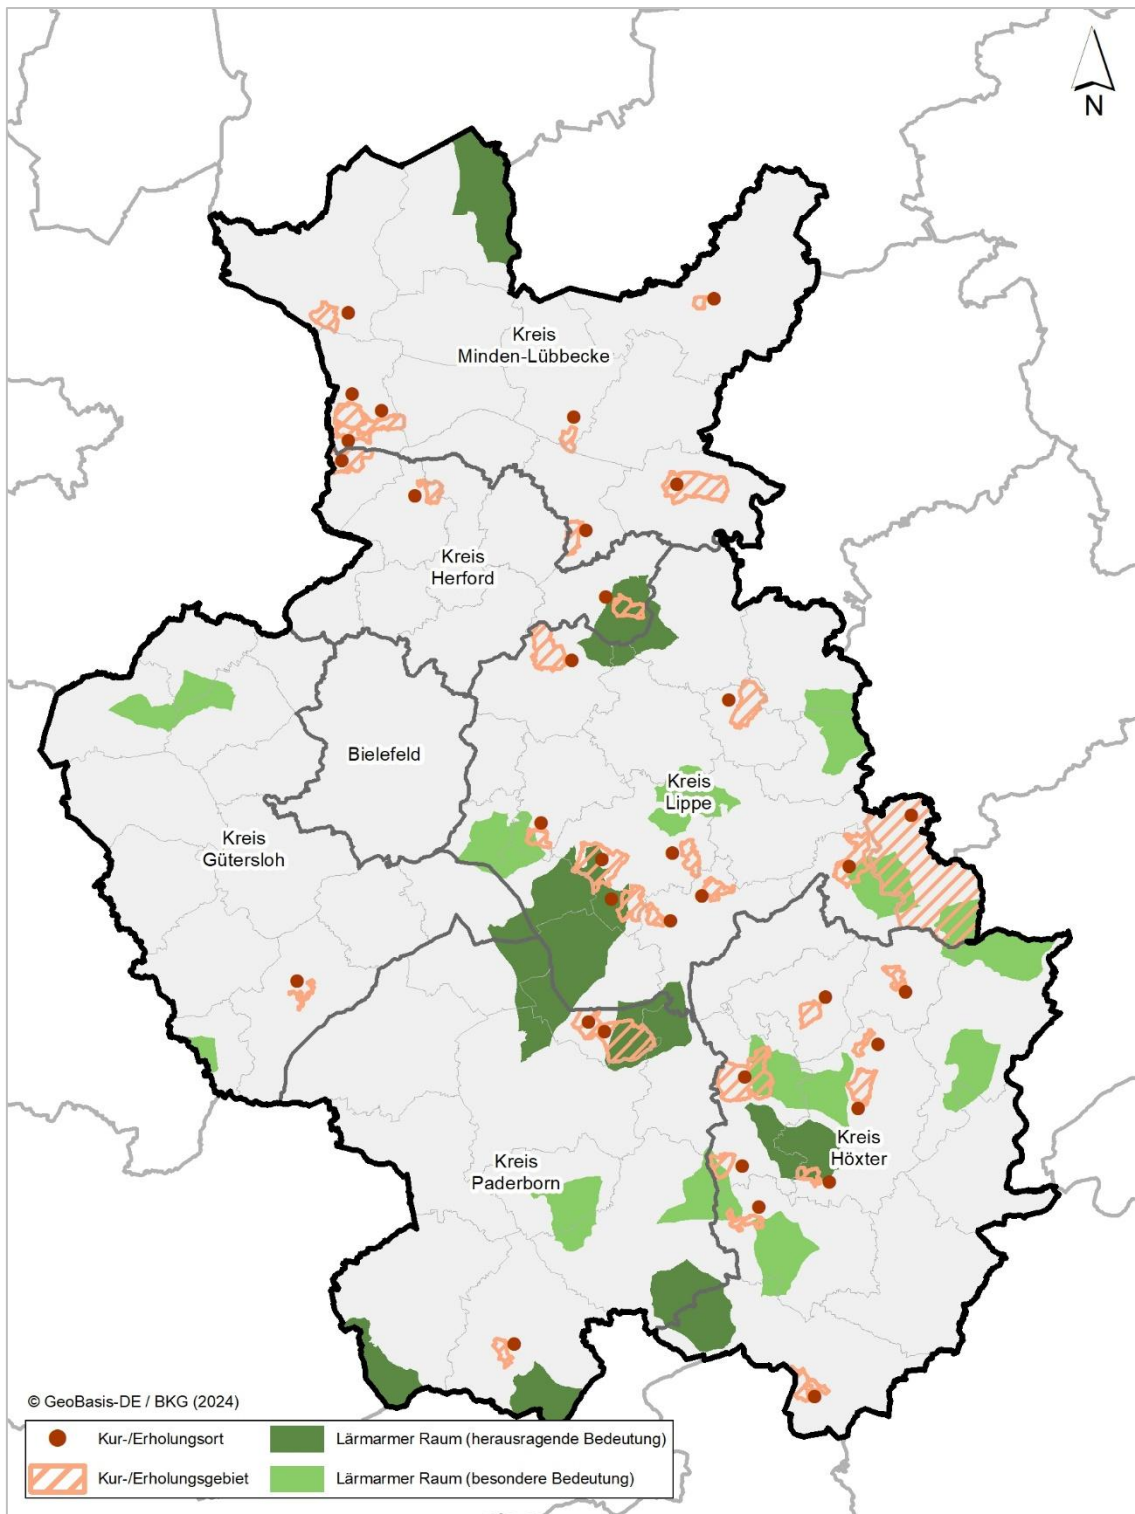 N
Kreis
Minden-Lübbecke
Kreis
Herford
Bielefeld
Kreis
Lippe
Kreis
Gütersloh
Kreis
Höxter
Kreis
Paderborn
© GeoBasis-DE / BKG (2024)
Kur-/Erholungsort
Lärmarmer Raum (herausragende Bedeutung)
Kur-/Erholungsgebiet
Lärmarmer Raum (besondere Bedeutung)